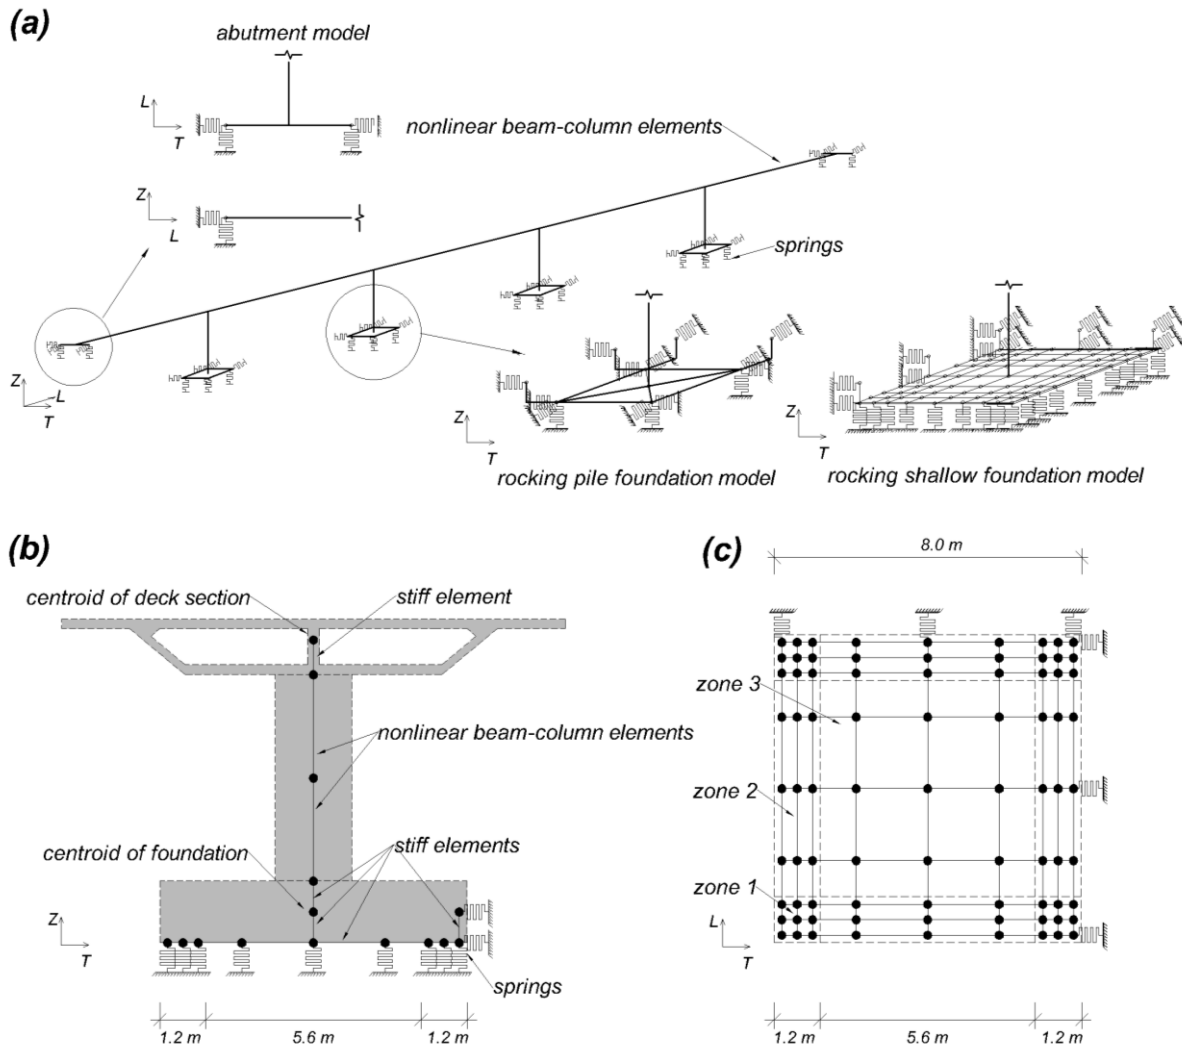 (a)
abutment model
L
T
nonlinear beam-column elements
Z
L
springs
Z
L
T
Z
T
rocking pile foundation model
Z
T
rocking shallow foundation model
(b)
centroid of deck section
stiff element
nonlinear beam-column elements
centroid of foundation
stiff elements
Z
T
springs
1.2 m
5.6 m
1.2 m
(c)
8.0 m
zone 3
zone 2
zone 1
L
T
1.2 m
5.6 m
1.2 m